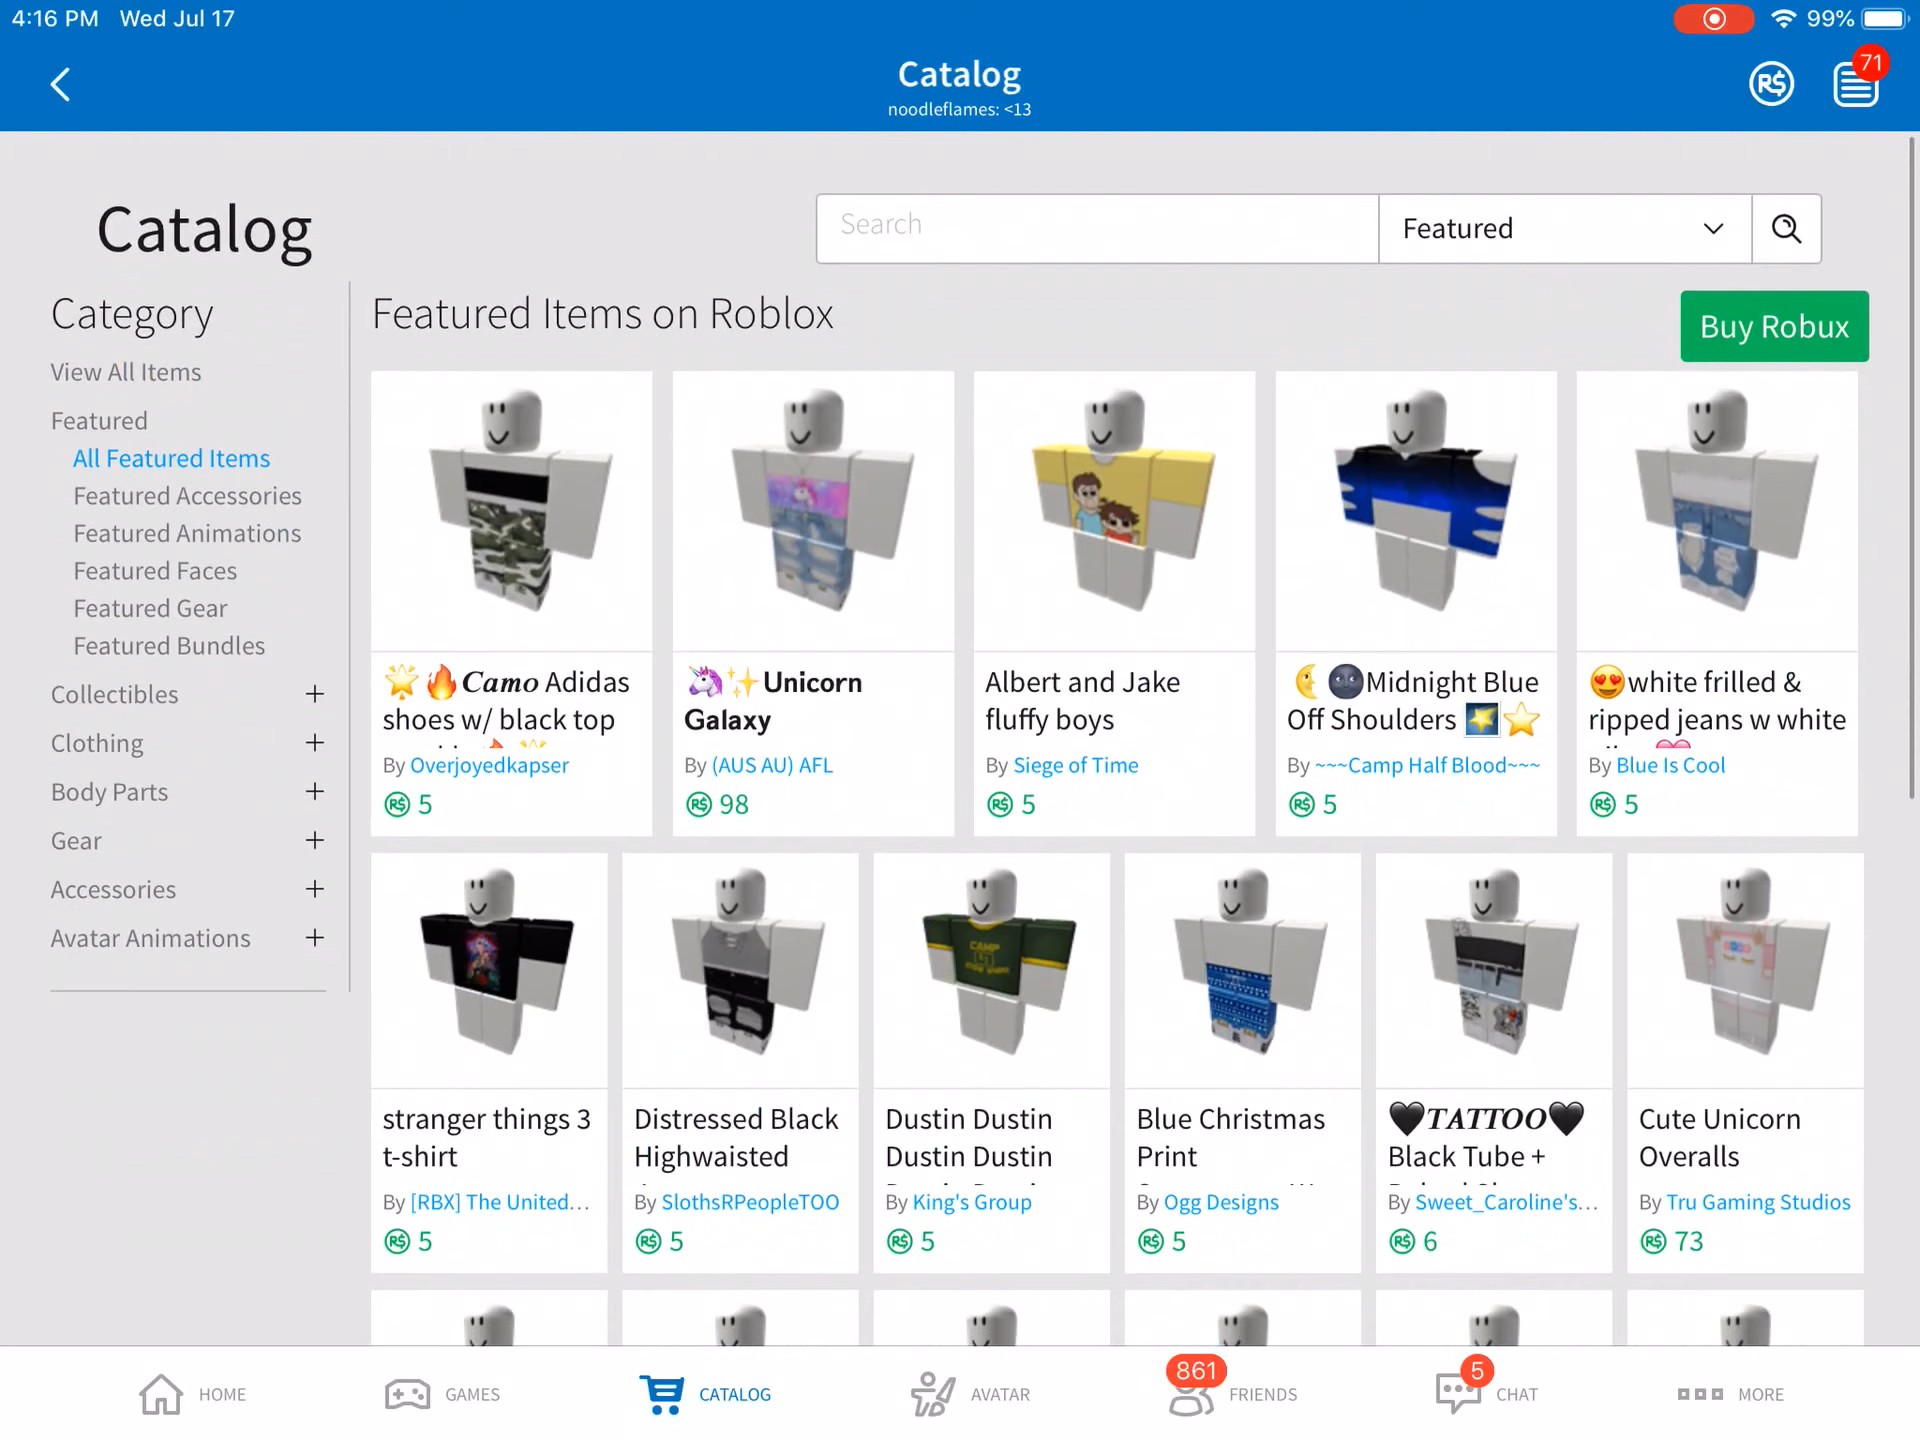 4:16 PM Wed Jul 17
99%
Catalog
noodleflames: <13
R$
71
Catalog
Search
Featured
Category
View All Items
Featured
All Featured Items
Featured Accessories
Featured Animations
Featured Faces
Featured Gear
Featured Bundles
Collectibles +
Clothing +
Body Parts +
Gear +
Accessories +
Avatar Animations +
Featured Items on Roblox
Buy Robux
🌟🔥Camo Adidas
shoes w/ black top
By Overjoyedkapser
R$ 5
🦄✨Unicorn
Galaxy
By (AUS AU) AFL
R$ 98
Albert and Jake
fluffy boys
By Siege of Time
R$ 5
🌜🌚Midnight Blue
Off Shoulders 🌠⭐
By ~~~Camp Half Blood~~~
R$ 5
😍white frilled &
ripped jeans w white
By Blue Is Cool
R$ 5
stranger things 3
t-shirt
By [RBX] The United...
R$ 5
Distressed Black
Highwaisted
By SlothsRPeopleTOO
R$ 5
CAMP
Dustin Dustin
Dustin Dustin
By King's Group
R$ 5
Blue Christmas
Print
By Ogg Designs
R$ 5
🖤TATTOO🖤
Black Tube +
By Sweet_Caroline's...
R$ 6
Cute Unicorn
Overalls
By Tru Gaming Studios
R$ 73
HOME
GAMES
CATALOG
AVATAR
861
FRIENDS
5
CHAT
MORE